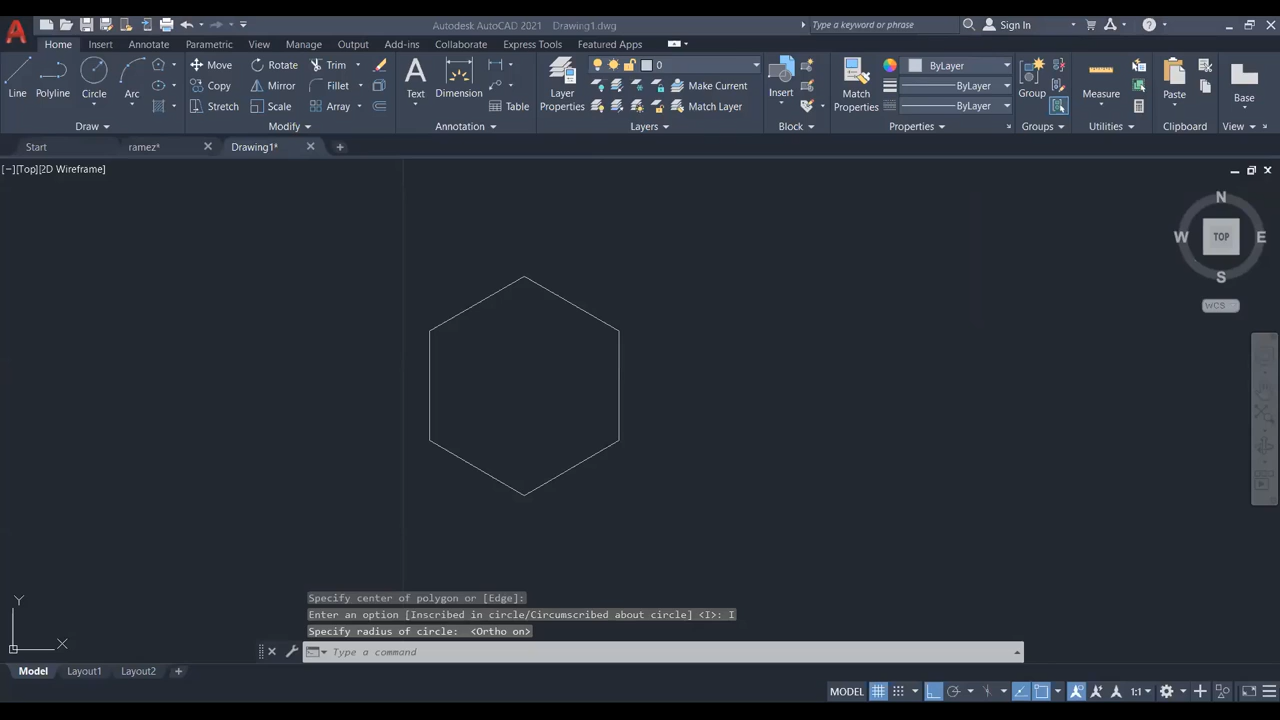 Autodesk AutoCAD 2021 Drawing1.dwg
Type a keyword or phrase
Sign In
Home Insert Annotate Parametric View Manage Output Add-ins Collaborate Express Tools Featured Apps
Line
Polyline
Circle
Arc
Draw
Move
Rotate
Trim
Copy
Mirror
Fillet
Stretch
Scale
Array
Modify
Text
Dimension
Table
Annotation
Layer
Properties
0
Make Current
Match Layer
Layers
Insert
Block
Match
Properties
ByLayer
ByLayer
ByLayer
Properties
Group
Groups
Measure
Utilities
Paste
Clipboard
Base
View
Start
ramez*
Drawing1*
[−][Top][2D Wireframe]
N
W
TOP
E
S
WCS
Y
X
Specify center of polygon or [Edge]:
Enter an option [Inscribed in circle/Circumscribed about circle] <I>: I
Specify radius of circle: <Ortho on>
Type a command
Model Layout1 Layout2
MODEL
1:1